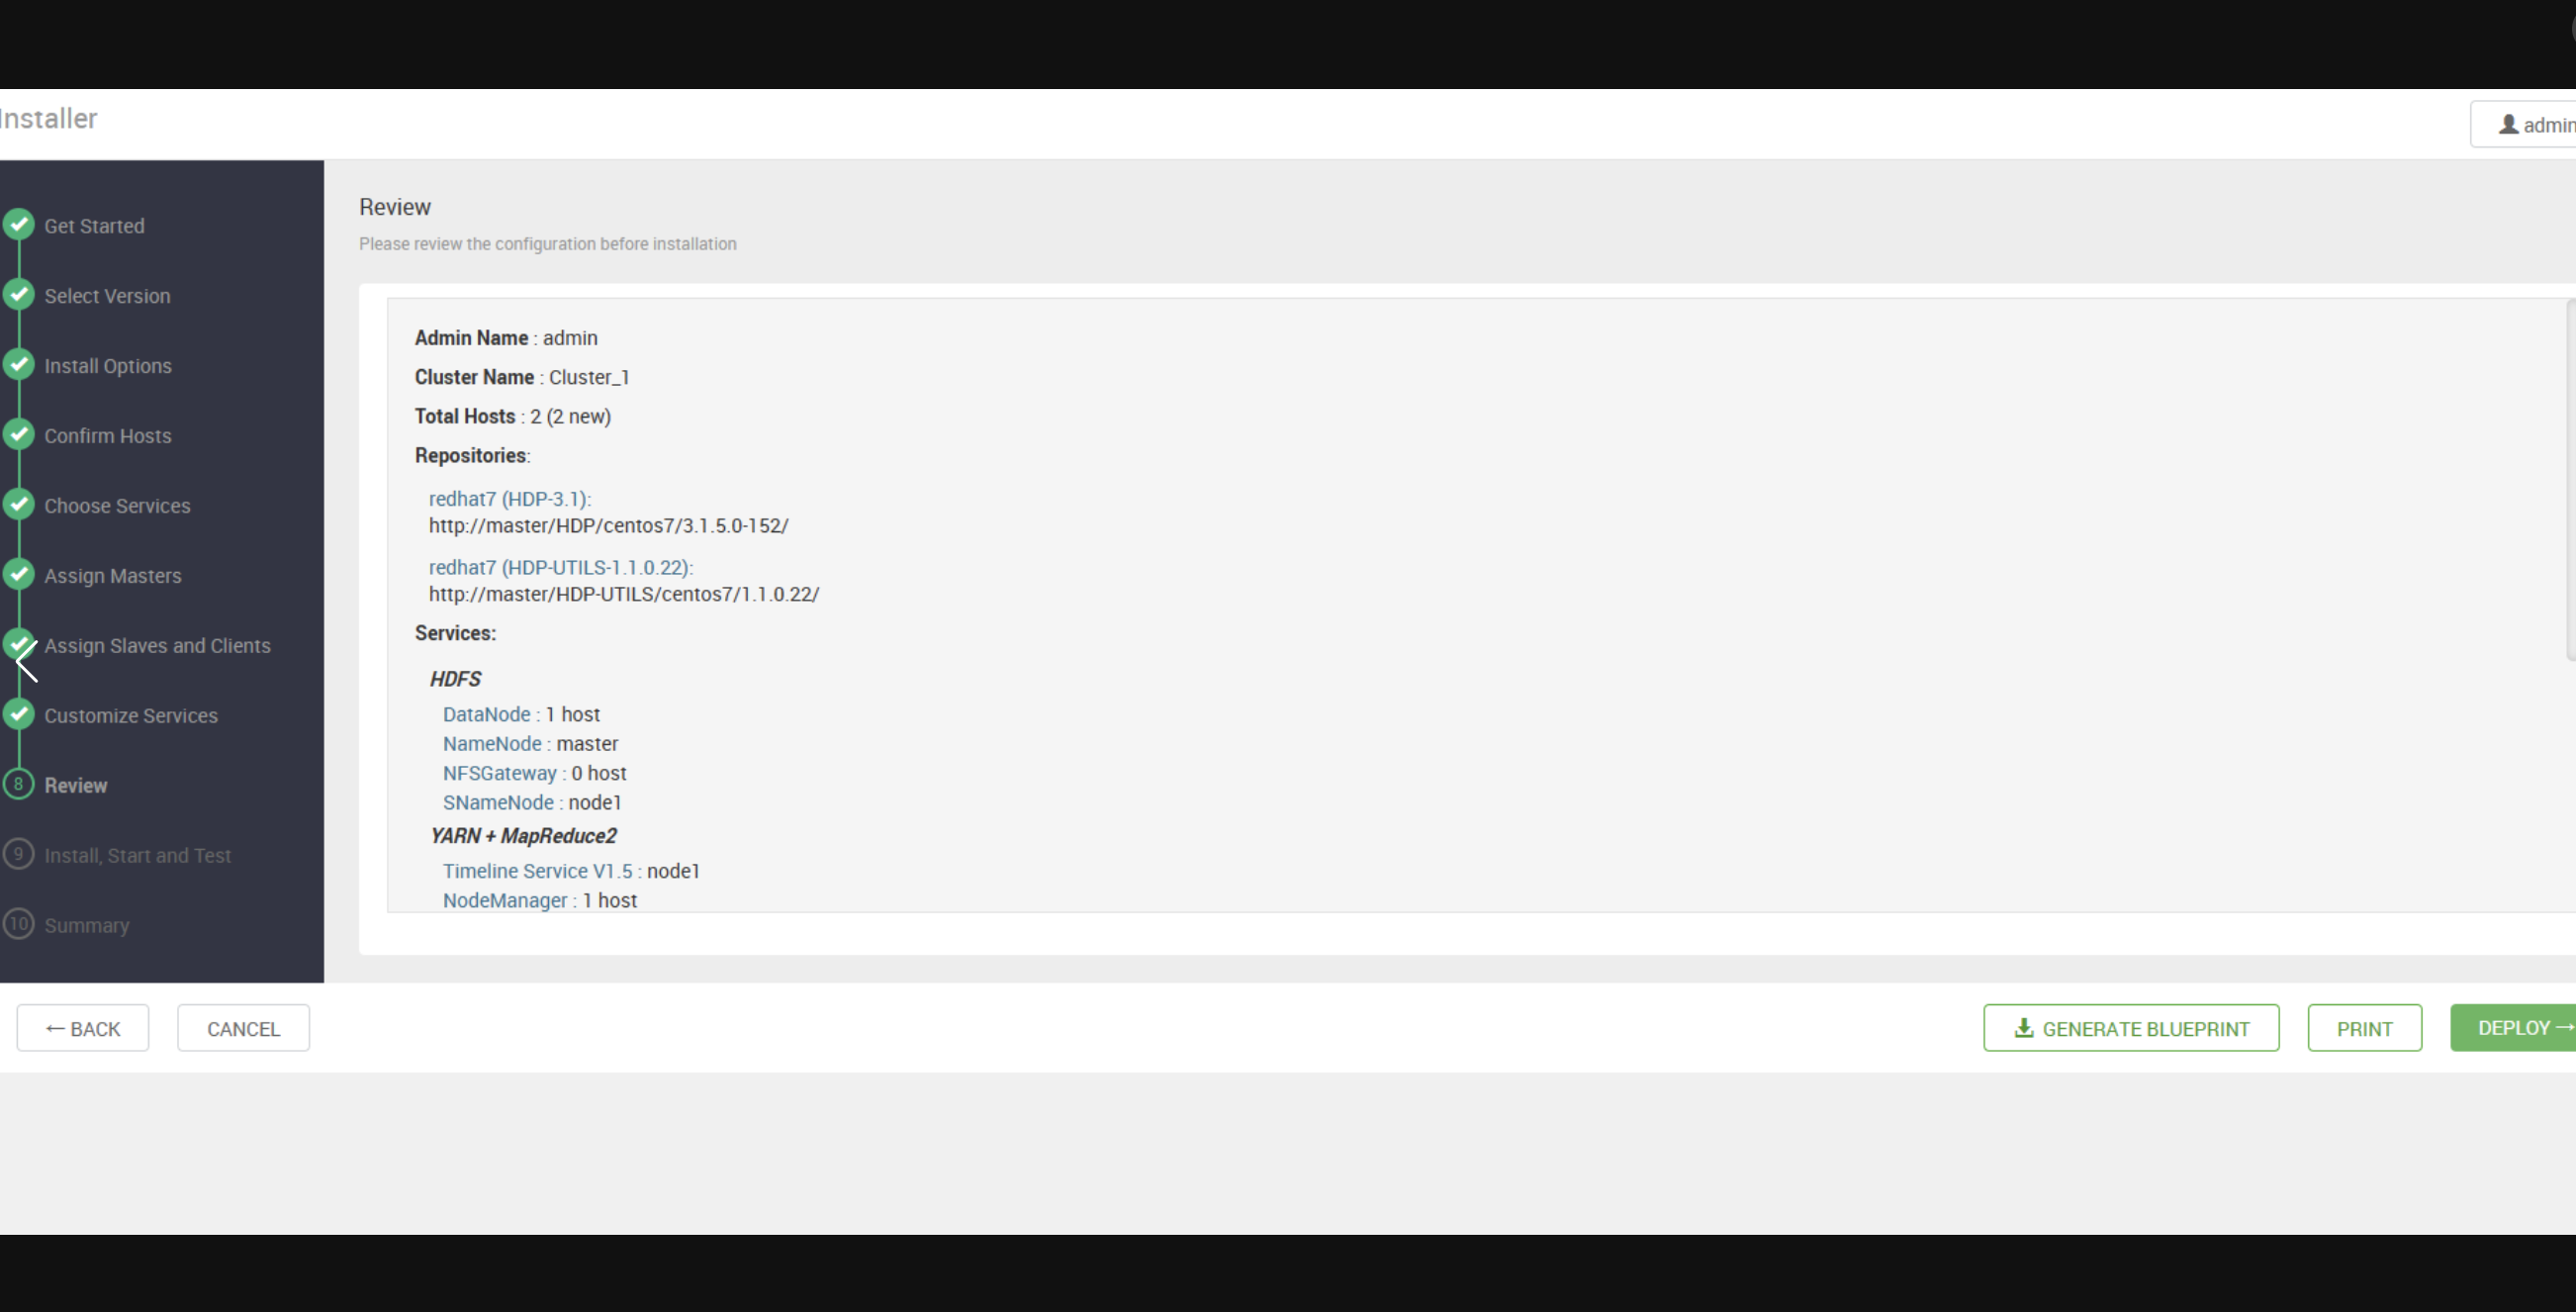 Installer
admin
Get Started
Select Version
Install Options
Confirm Hosts
Choose Services
Assign Masters
Assign Slaves and Clients
Customize Services
8 Review
9 Install, Start and Test
10 Summary
Review
Please review the configuration before installation
Admin Name : admin
Cluster Name : Cluster_1
Total Hosts : 2 (2 new)
Repositories:
redhat7 (HDP-3.1):
http://master/HDP/centos7/3.1.5.0-152/
redhat7 (HDP-UTILS-1.1.0.22):
http://master/HDP-UTILS/centos7/1.1.0.22/
Services:
HDFS
DataNode : 1 host
NameNode : master
NFSGateway : 0 host
SNameNode : node1
YARN + MapReduce2
Timeline Service V1.5 : node1
NodeManager : 1 host
← BACK
CANCEL
GENERATE BLUEPRINT
PRINT
DEPLOY →